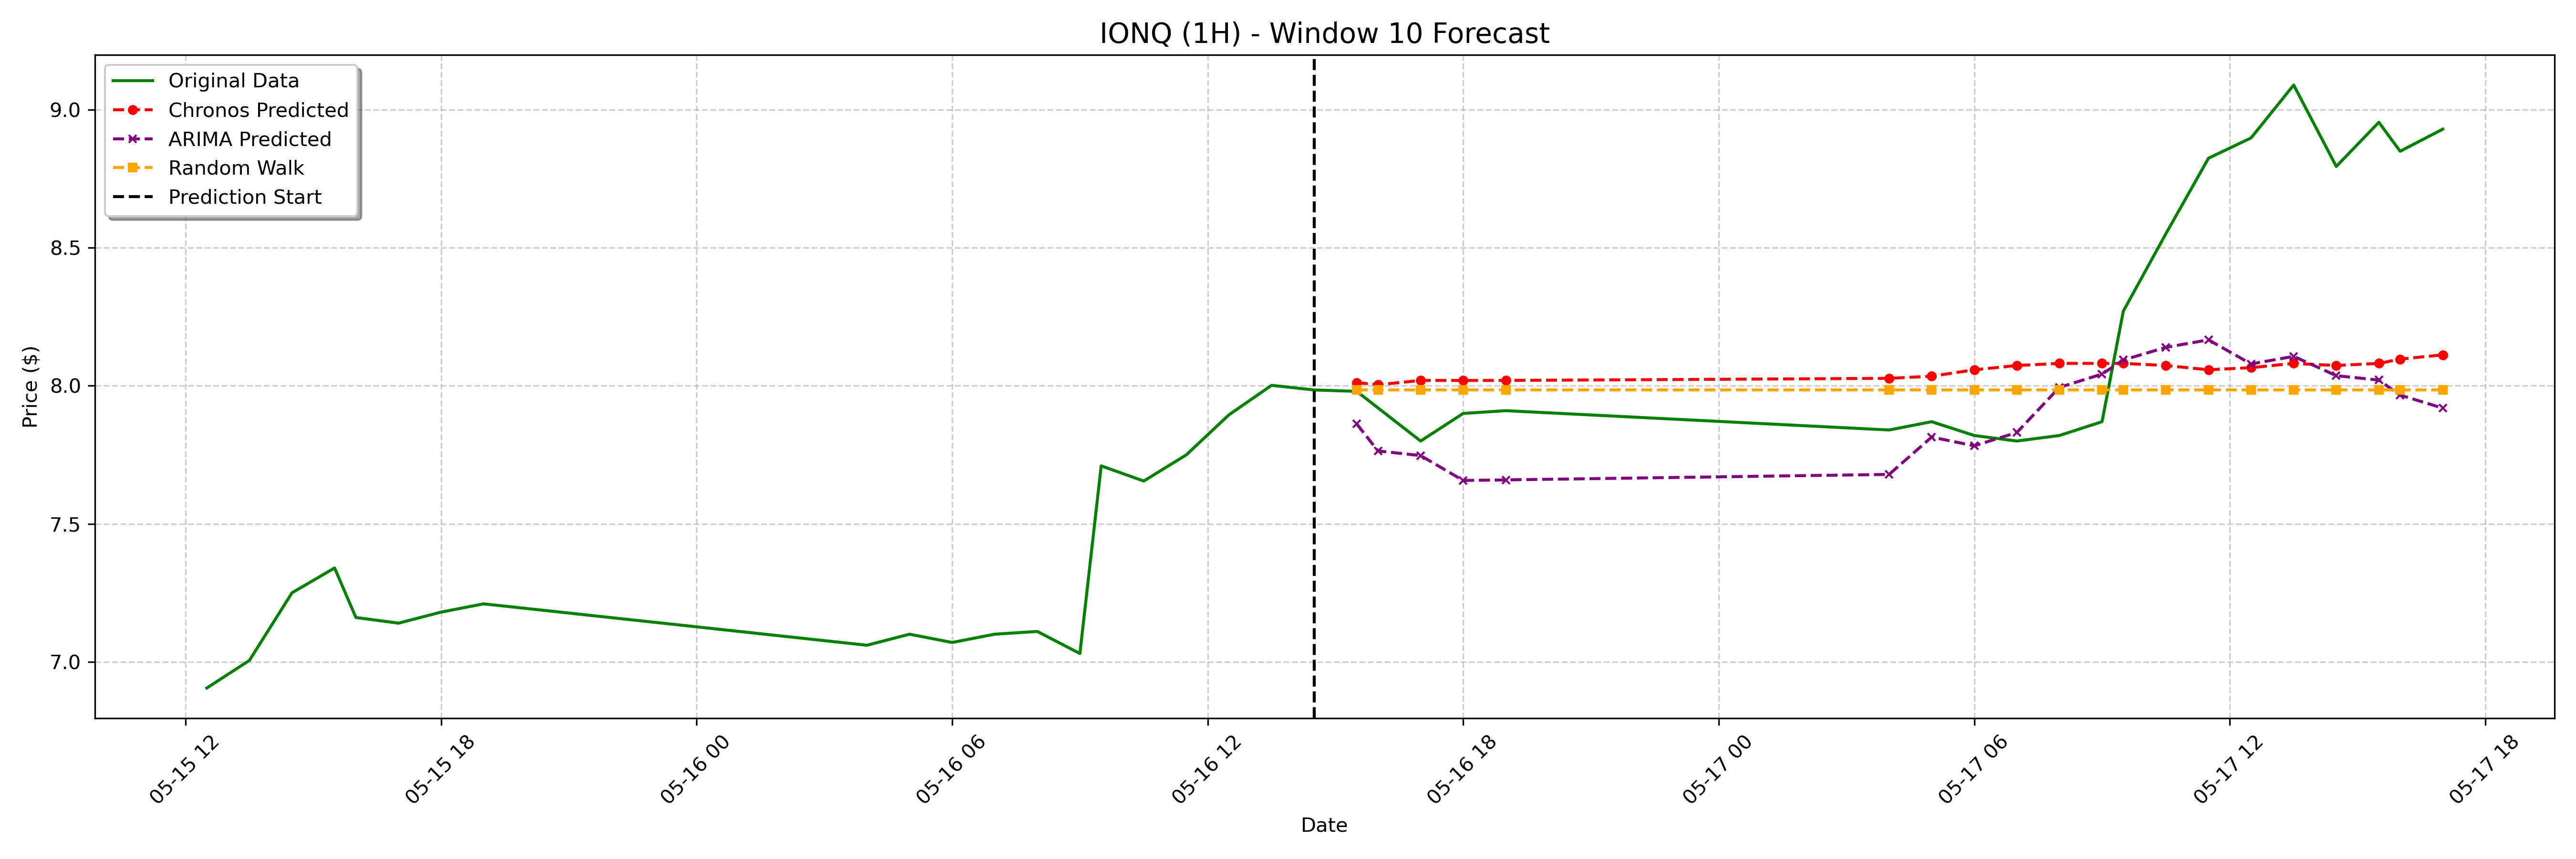 IONQ (1H) - Window 10 Forecast
Original Data
Chronos Predicted
ARIMA Predicted
Random Walk
Prediction Start
Price ($)
9.0
8.5
8.0
7.5
7.0
05-15 12
05-15 18
05-16 00
05-16 06
05-16 12
05-16 18
05-17 00
05-17 06
05-17 12
05-17 18
Date